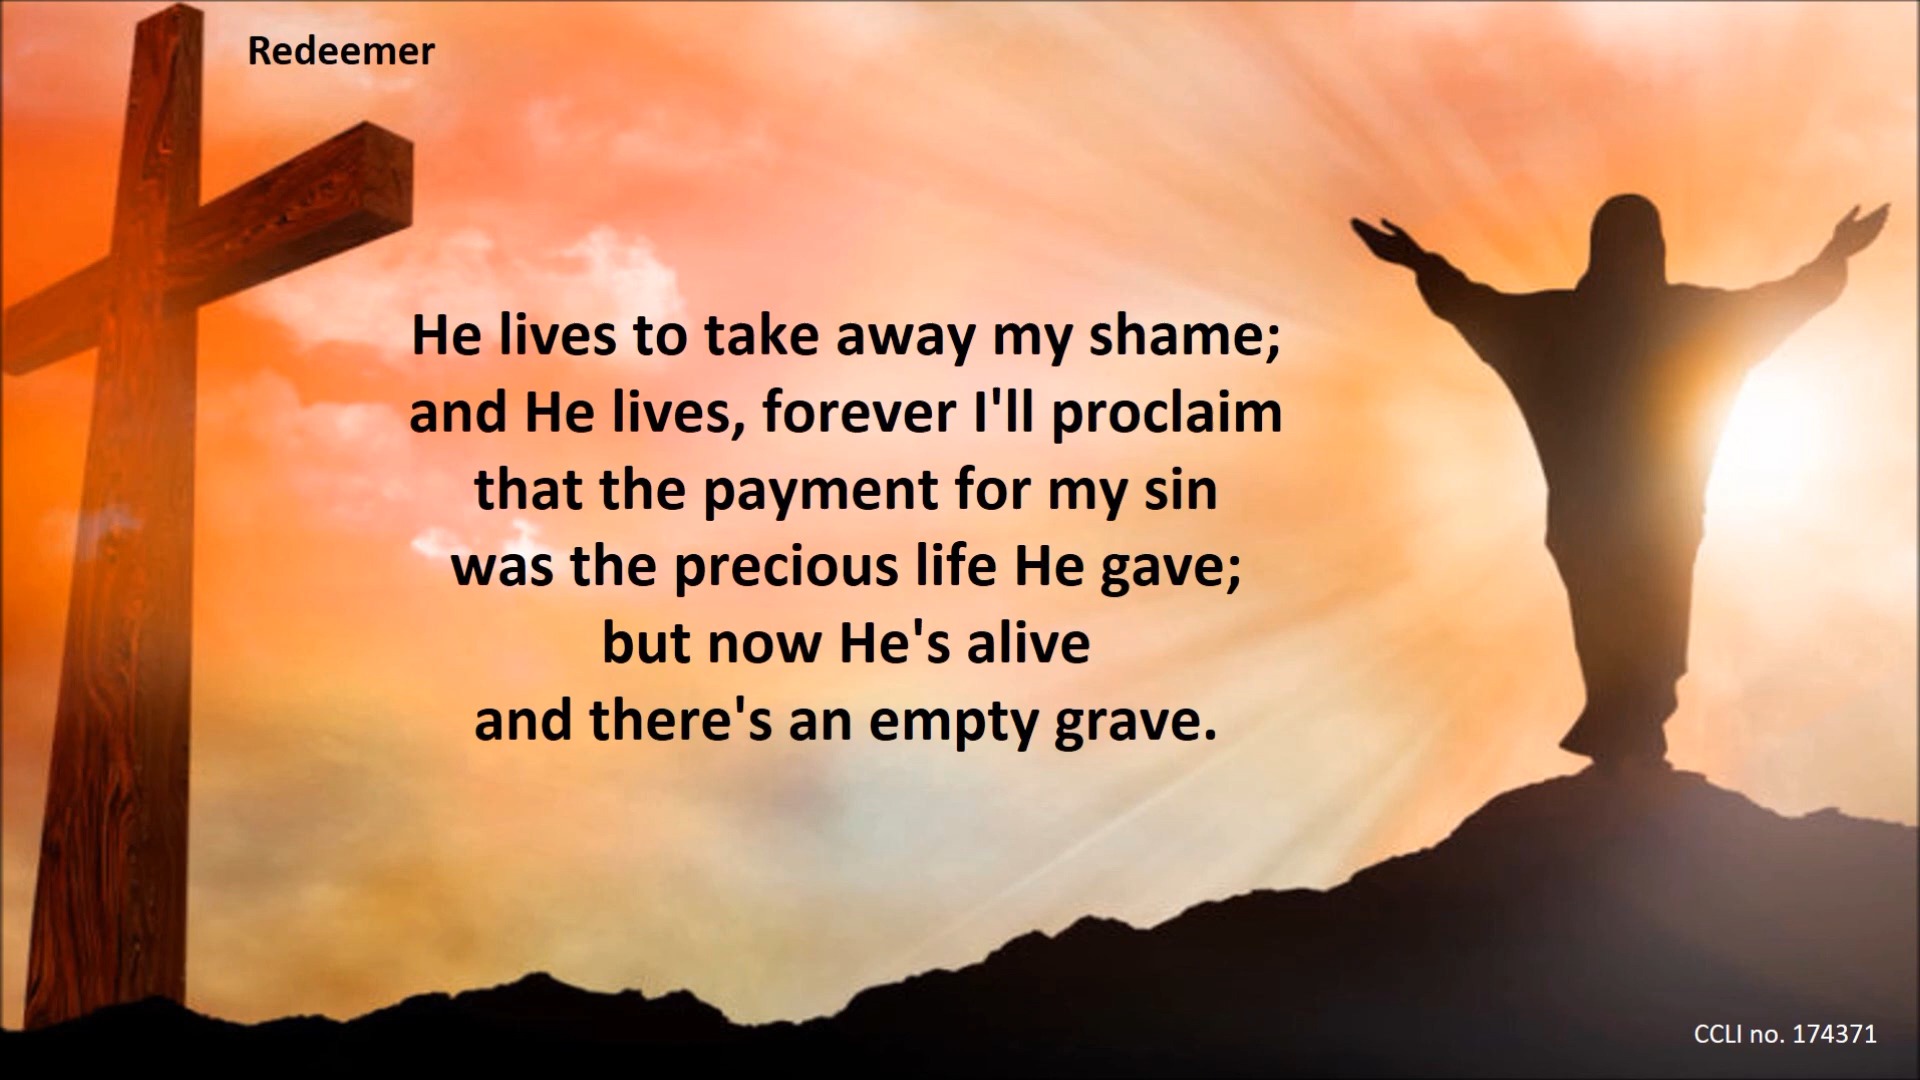 Redeemer
He lives to take away my shame;
and He lives, forever I'll proclaim
that the payment for my sin
was the precious life He gave;
but now He's alive
and there's an empty grave.
CCLI no. 174371